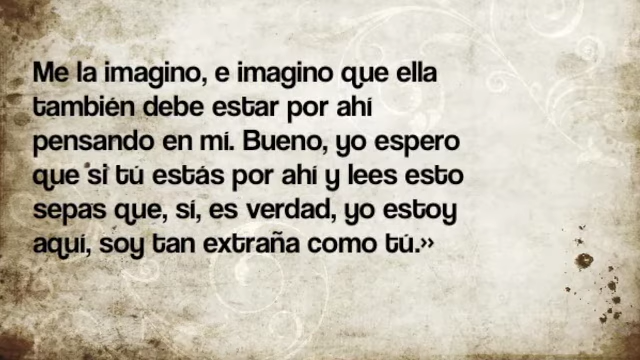 Me la imagino, e imagino que ella
también debe estar por ahí
pensando en mí. Bueno, yo espero
que si tú estás por ahí y lees esto
sepas que, sí, es verdad, yo estoy
aquí, soy tan extraña como tú.»